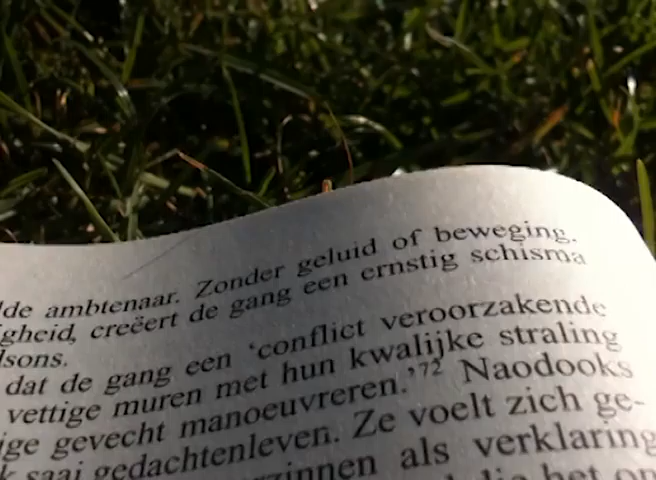 lde ambtenaar. Zonder geluid of beweging.
gheid, creëert de gang een ernstig schisma
lsons.
dat de gang een ‘conflict veroorzakende
vettige muren met hun kwalijke straling
ige gevecht manoeuvreren.’72 Naodooks
k saai gedachtenleven. Ze voelt zich ge-
als verklaring